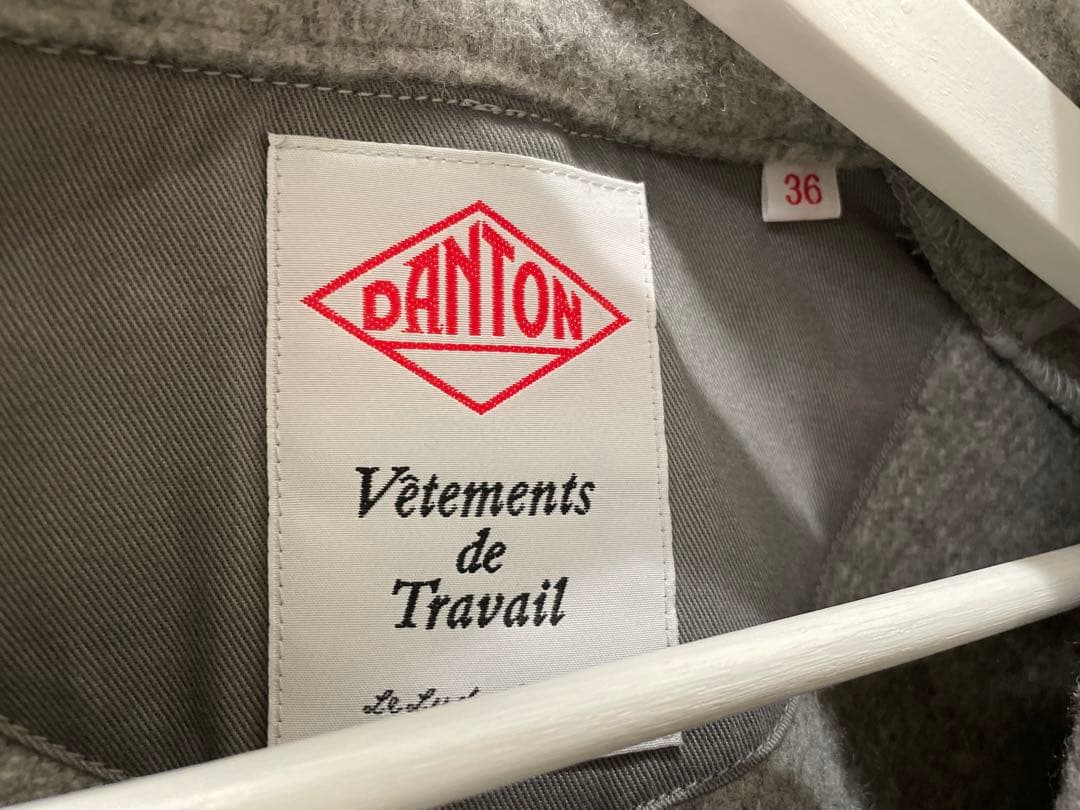 DANTON
36
Vêtements
de
Travail